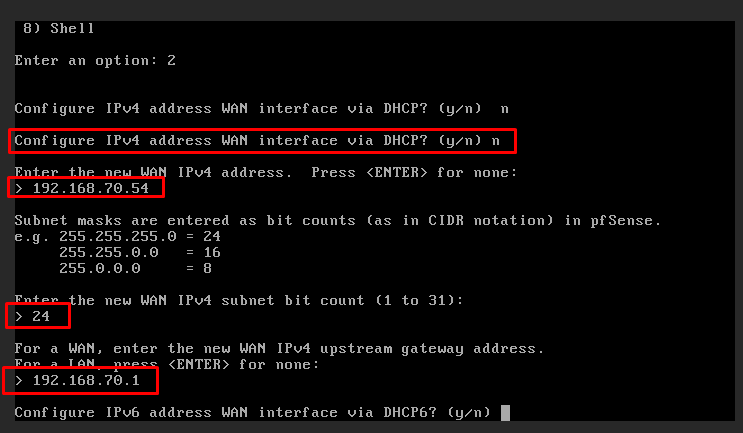 8) Shell
Enter an option: 2
Configure IPv4 address WAN interface via DHCP? (y/n)  n
Configure IPv4 address WAN interface via DHCP? (y/n) n
Enter the new WAN IPv4 address.  Press <ENTER> for none:
> 192.168.70.54
Subnet masks are entered as bit counts (as in CIDR notation) in pfSense.
e.g. 255.255.255.0 = 24
     255.255.0.0   = 16
     255.0.0.0     = 8
Enter the new WAN IPv4 subnet bit count (1 to 31):
> 24
For a WAN, enter the new WAN IPv4 upstream gateway address.
For a LAN, press <ENTER> for none:
> 192.168.70.1
Configure IPv6 address WAN interface via DHCP6? (y/n)